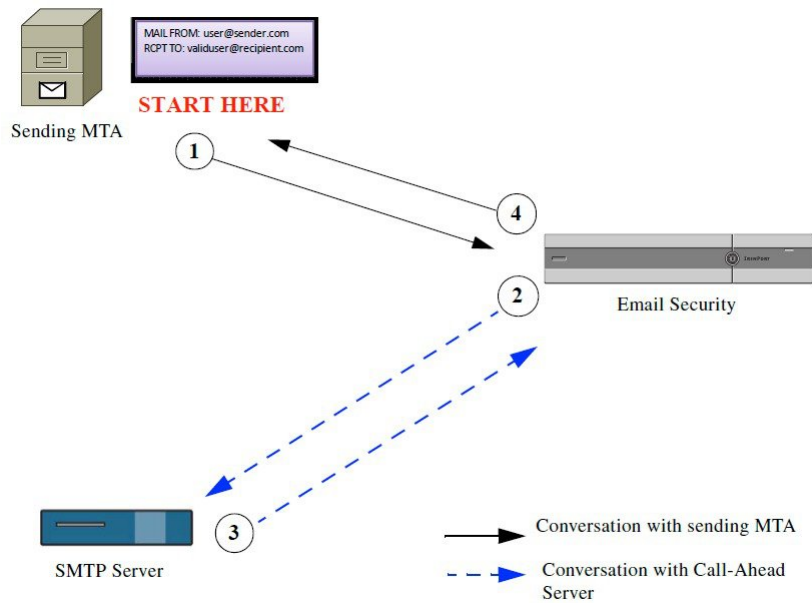 MAIL FROM: user@sender.com
RCPT TO: validuser@recipient.com
START HERE
Sending MTA
1
4
IRONPORT
2
Email Security
3
SMTP Server
Conversation with sending MTA
Conversation with Call-Ahead
Server